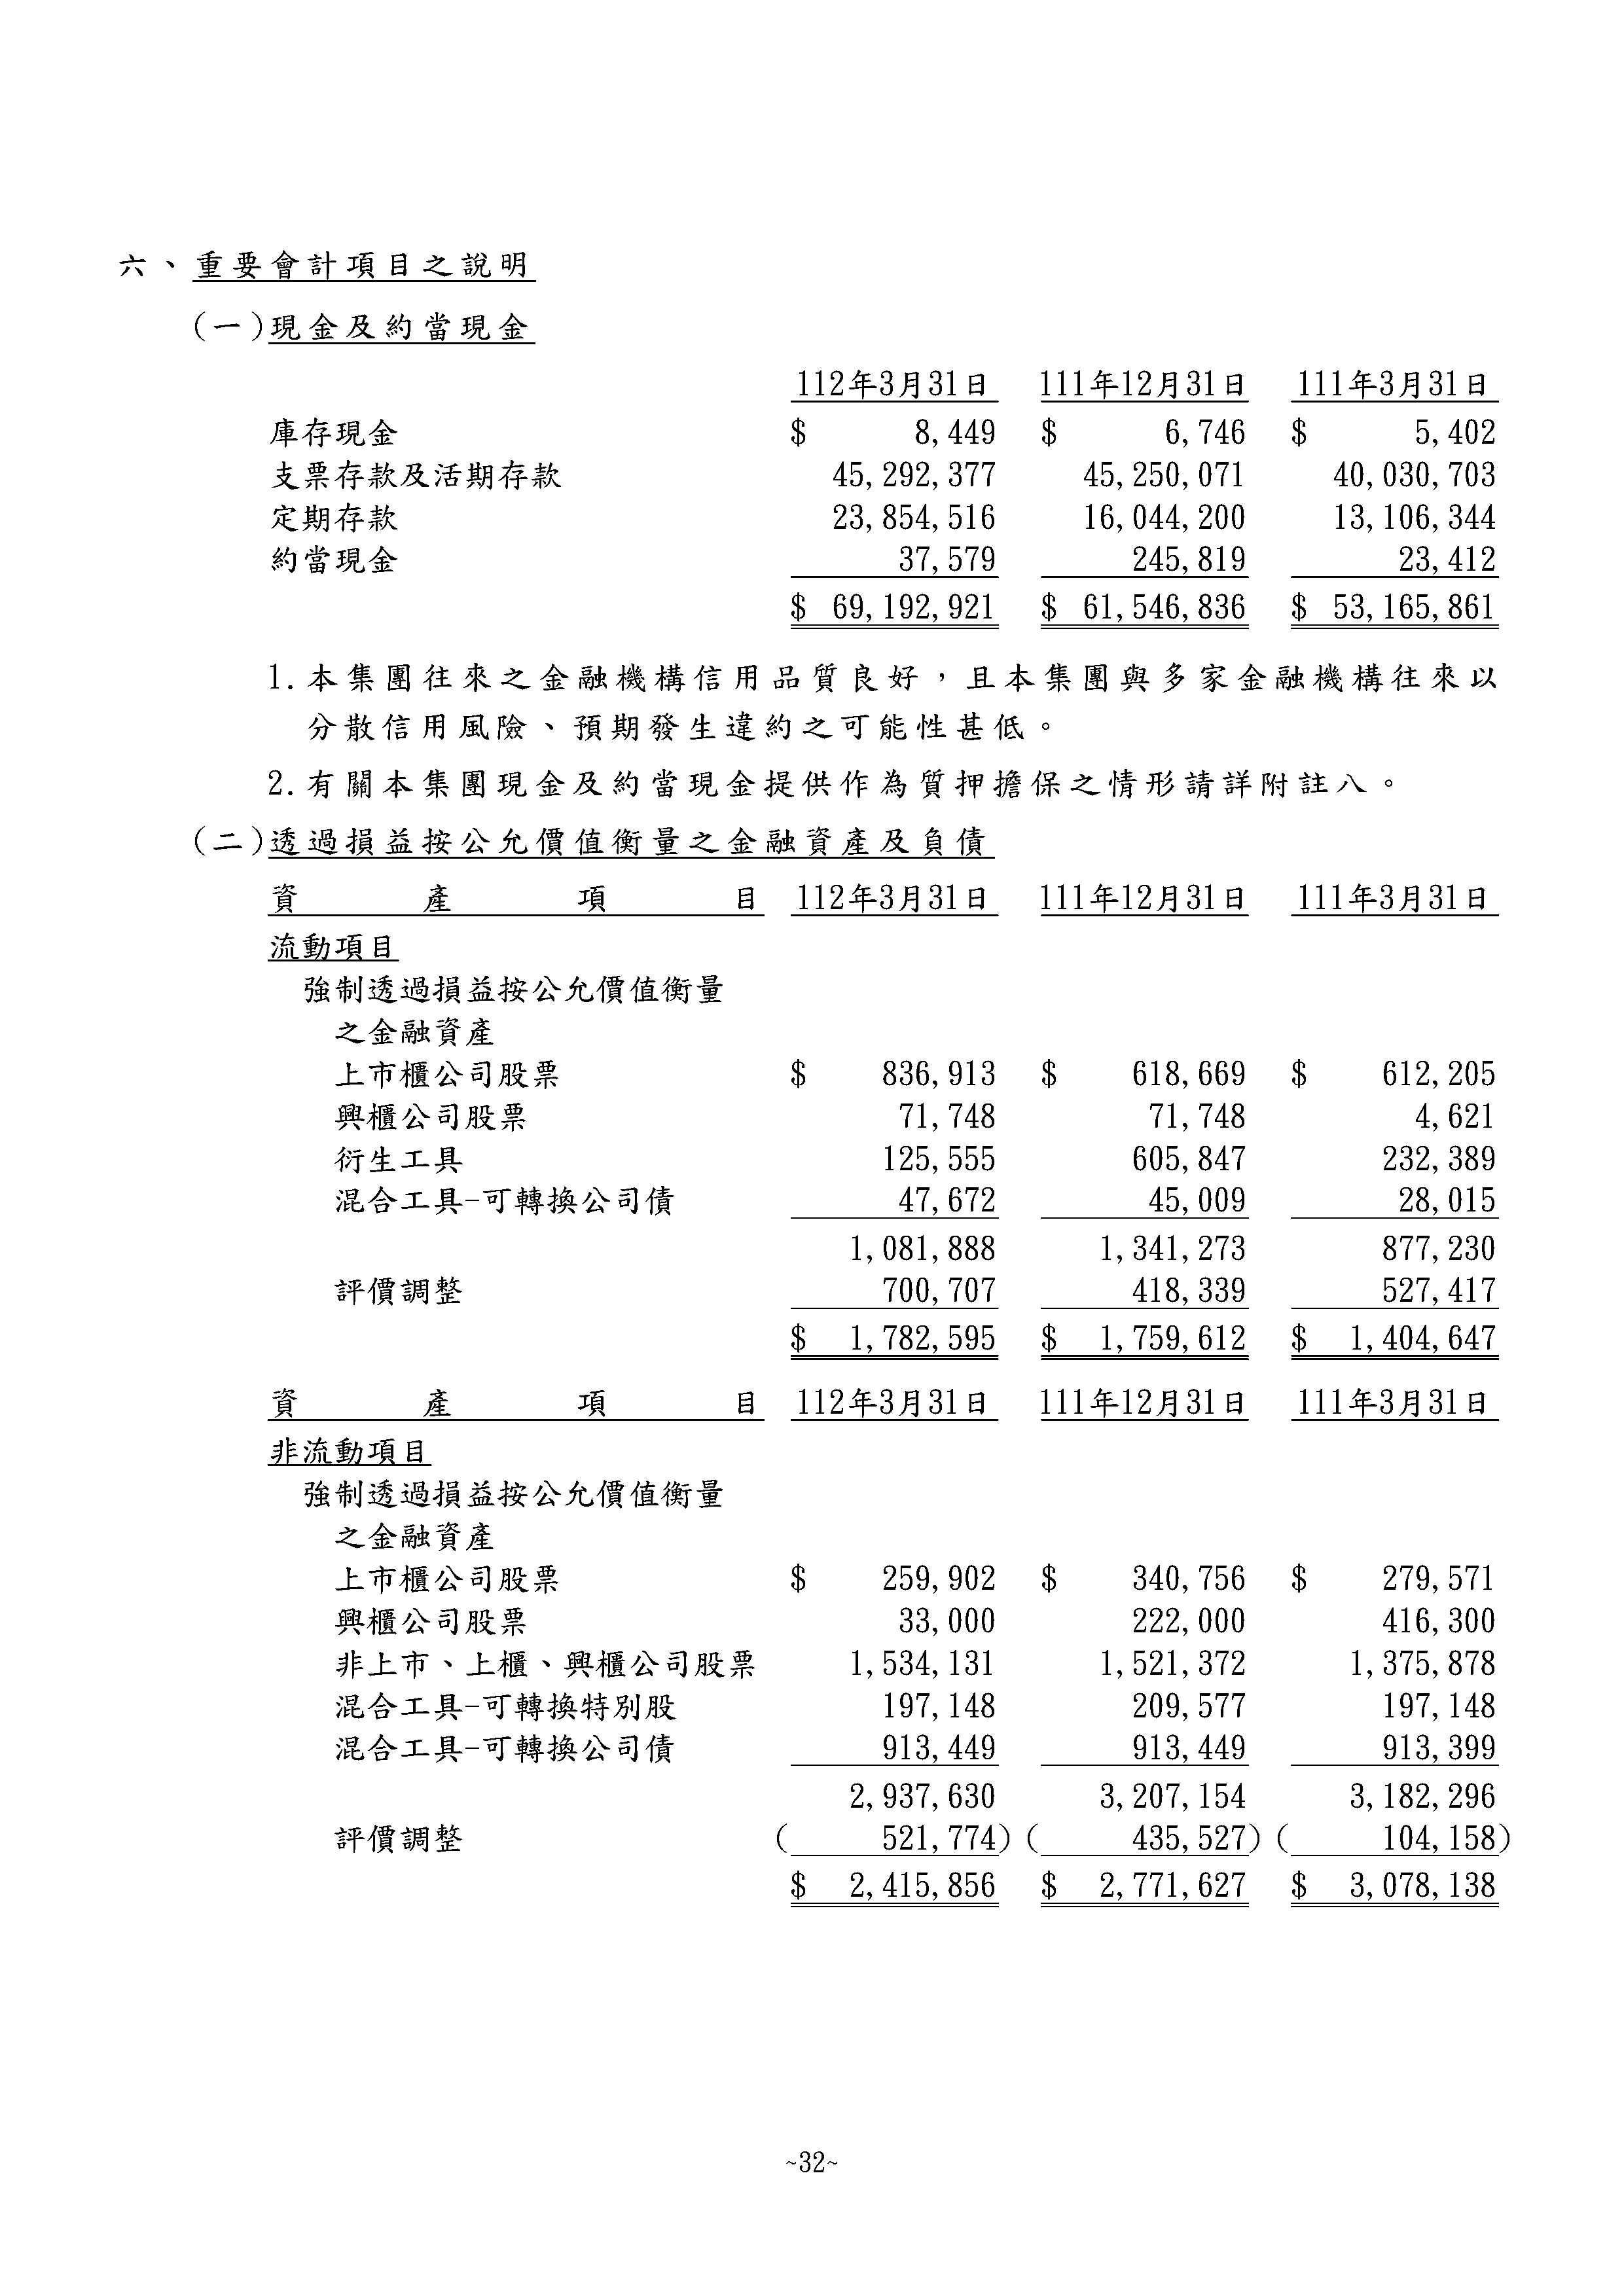 六、重要會計項目之說明
(一)現金及約當現金
112年3月31日 111年12月31日 111年3月31日
庫存現金 $ 8,449 $ 6,746 $ 5,402
支票存款及活期存款 45,292,377 45,250,071 40,030,703
定期存款 23,854,516 16,044,200 13,106,344
約當現金 37,579 245,819 23,412
$ 69,192,921 $ 61,546,836 $ 53,165,861
1.本集團往來之金融機構信用品質良好，且本集團與多家金融機構往來以
分散信用風險、預期發生違約之可能性甚低。
2.有關本集團現金及約當現金提供作為質押擔保之情形請詳附註八。
(二)透過損益按公允價值衡量之金融資產及負債
資產項目 112年3月31日 111年12月31日 111年3月31日
流動項目
強制透過損益按公允價值衡量
之金融資產
上市櫃公司股票 $ 836,913 $ 618,669 $ 612,205
興櫃公司股票 71,748 71,748 4,621
衍生工具 125,555 605,847 232,389
混合工具-可轉換公司債 47,672 45,009 28,015
1,081,888 1,341,273 877,230
評價調整 700,707 418,339 527,417
$ 1,782,595 $ 1,759,612 $ 1,404,647
資產項目 112年3月31日 111年12月31日 111年3月31日
非流動項目
強制透過損益按公允價值衡量
之金融資產
上市櫃公司股票 $ 259,902 $ 340,756 $ 279,571
興櫃公司股票 33,000 222,000 416,300
非上市、上櫃、興櫃公司股票 1,534,131 1,521,372 1,375,878
混合工具-可轉換特別股 197,148 209,577 197,148
混合工具-可轉換公司債 913,449 913,449 913,399
2,937,630 3,207,154 3,182,296
評價調整 ( 521,774) ( 435,527) ( 104,158)
$ 2,415,856 $ 2,771,627 $ 3,078,138
~32~